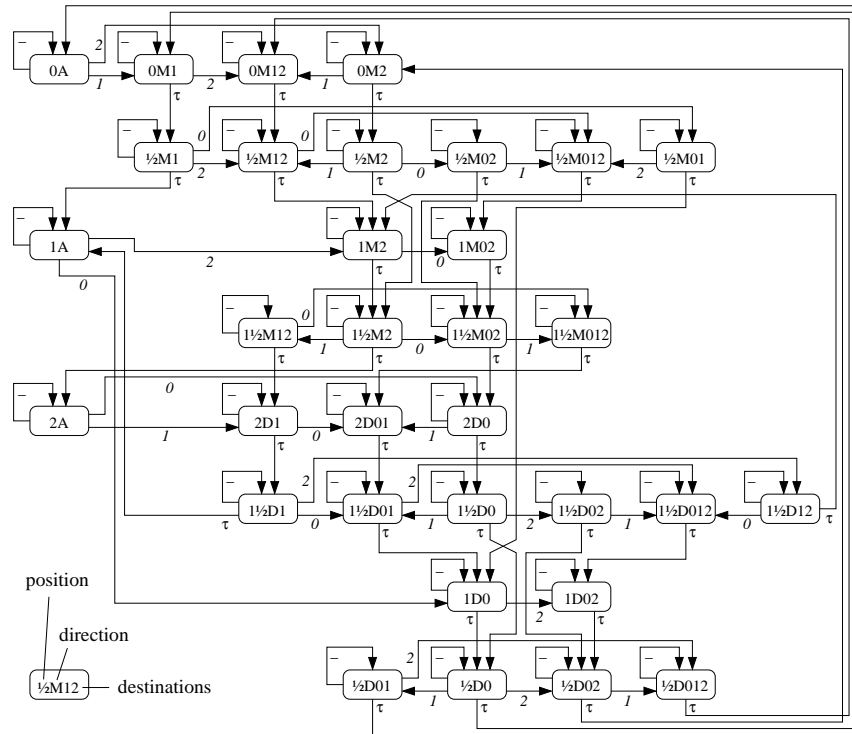 – – – 2 –
0A 0M1 0M12 0M2
1 2 1
τ τ τ
– – 0 – 0 – – –
½M1 ½M12 ½M2 ½M02 ½M012 ½M01
2 1 0 1 2
τ τ τ τ τ τ
– – –
1A 1M2 1M02
0 2 0
τ τ
– 0 – – –
1½M12 1½M2 1½M02 1½M012
1 0 1
τ τ τ τ
– 0 – – –
2A 2D1 2D01 2D0
1 0 1
τ τ τ
– 2 – 2 – – – –
1½D1 1½D01 1½D0 1½D02 1½D012 1½D12
τ 0 1 2 1 0 τ
τ τ τ τ
– –
1D0 1D02
2
τ τ
position
direction
– 2 – – –
½M12 destinations
½D01 ½D0 ½D02 ½D012
1 2 1
τ τ τ τ